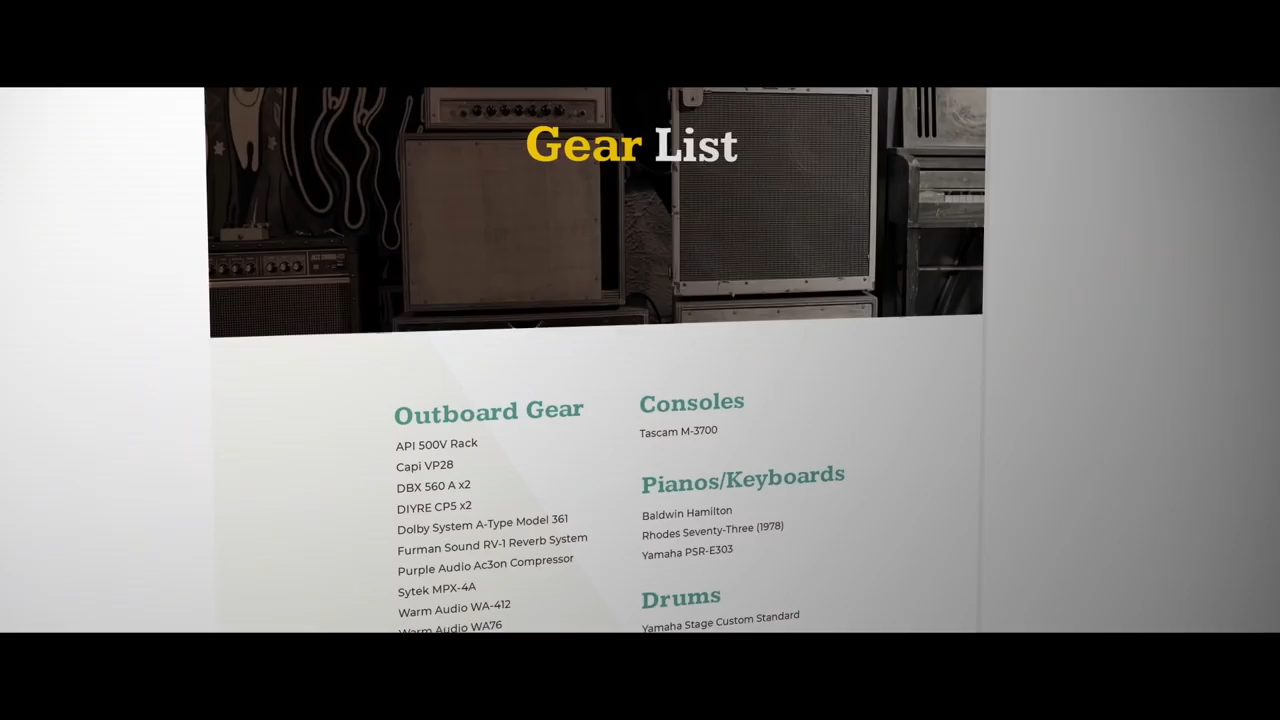 Gear List
Outboard Gear
API 500V Rack
Capi VP28
DBX 560 A x2
DIYRE CP5 x2
Dolby System A-Type Model 361
Furman Sound RV-1 Reverb System
Purple Audio Ac3on Compressor
Sytek MPX-4A
Warm Audio WA-412
Warm Audio WA76
Consoles
Tascam M-3700
Pianos/Keyboards
Baldwin Hamilton
Rhodes Seventy-Three (1978)
Yamaha PSR-E303
Drums
Yamaha Stage Custom Standard